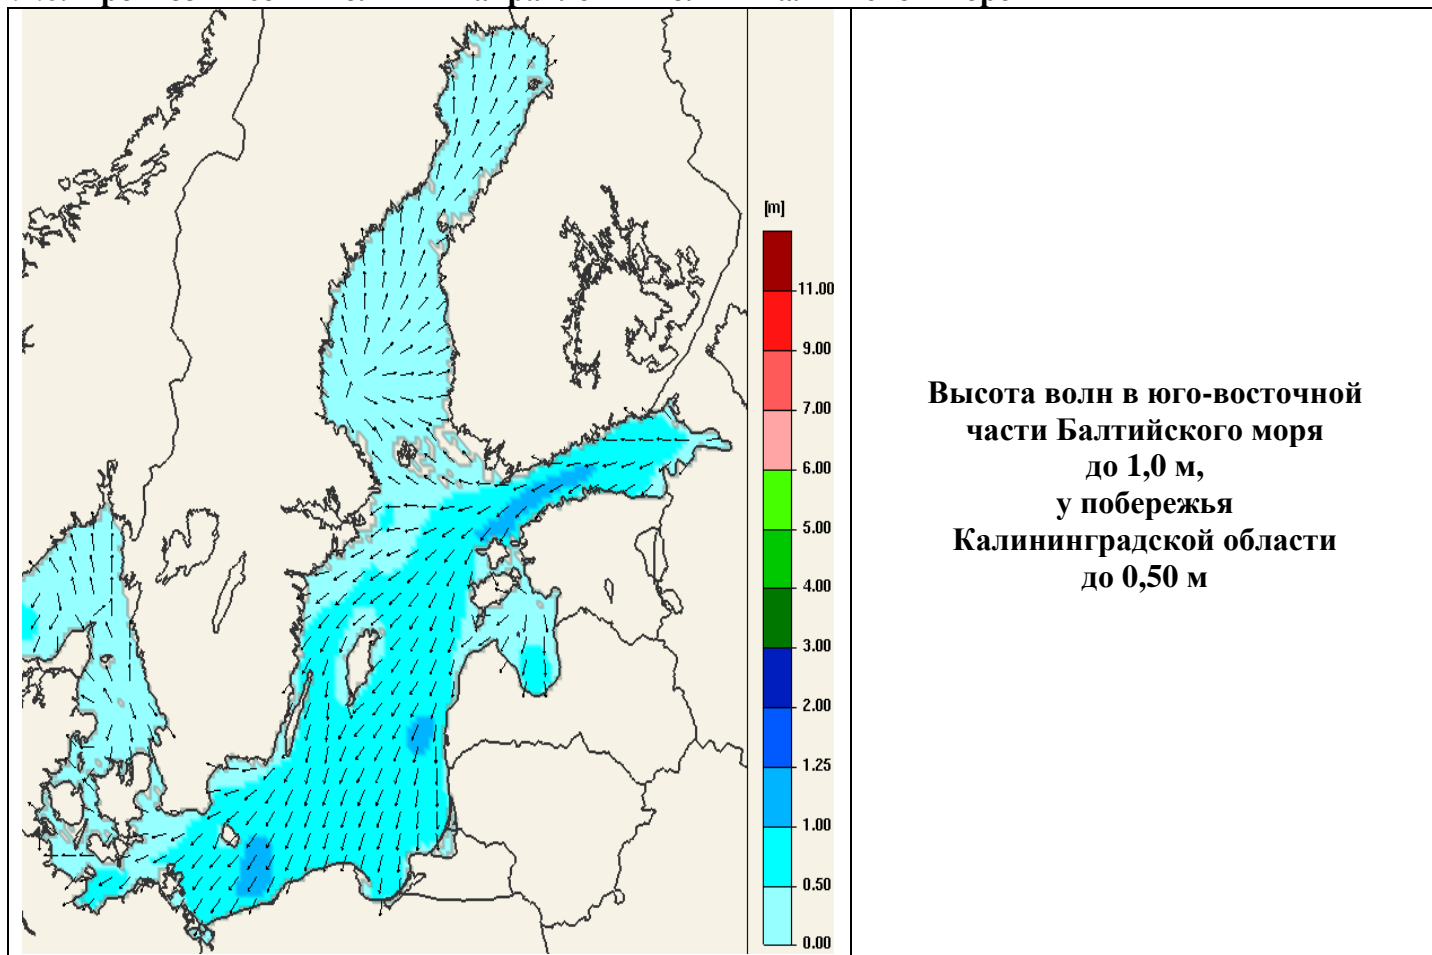 [m]
11.00
9.00
7.00
6.00
5.00
4.00
3.00
2.00
1.25
1.00
0.50
0.00
Высота волн в юго-восточной
части Балтийского моря
до 1,0 м,
у побережья
Калининградской области
до 0,50 м